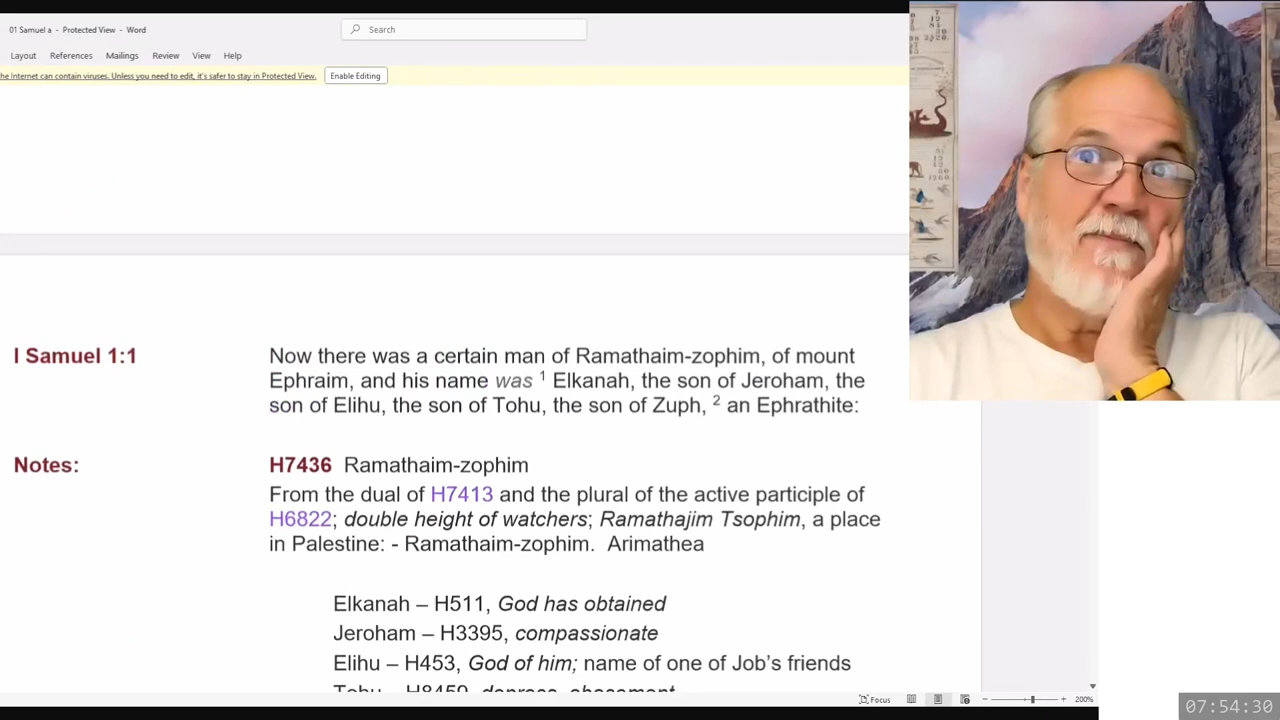 01 Samuel a - Protected View - Word
Search
Layout References Mailings Review View Help
he Internet can contain viruses. Unless you need to edit, it's safer to stay in Protected View. Enable Editing
I Samuel 1:1
Now there was a certain man of Ramathaim-zophim, of mount
Ephraim, and his name was 1 Elkanah, the son of Jeroham, the
son of Elihu, the son of Tohu, the son of Zuph, 2 an Ephrathite:
Notes:
H7436 Ramathaim-zophim
From the dual of H7413 and the plural of the active participle of
H6822; double height of watchers; Ramathajim Tsophim, a place
in Palestine: - Ramathaim-zophim. Arimathea
Elkanah – H511, God has obtained
Jeroham – H3395, compassionate
Elihu – H453, God of him; name of one of Job's friends
Tohu – H8459, depress, abasement
Focus
200%
07:54:30